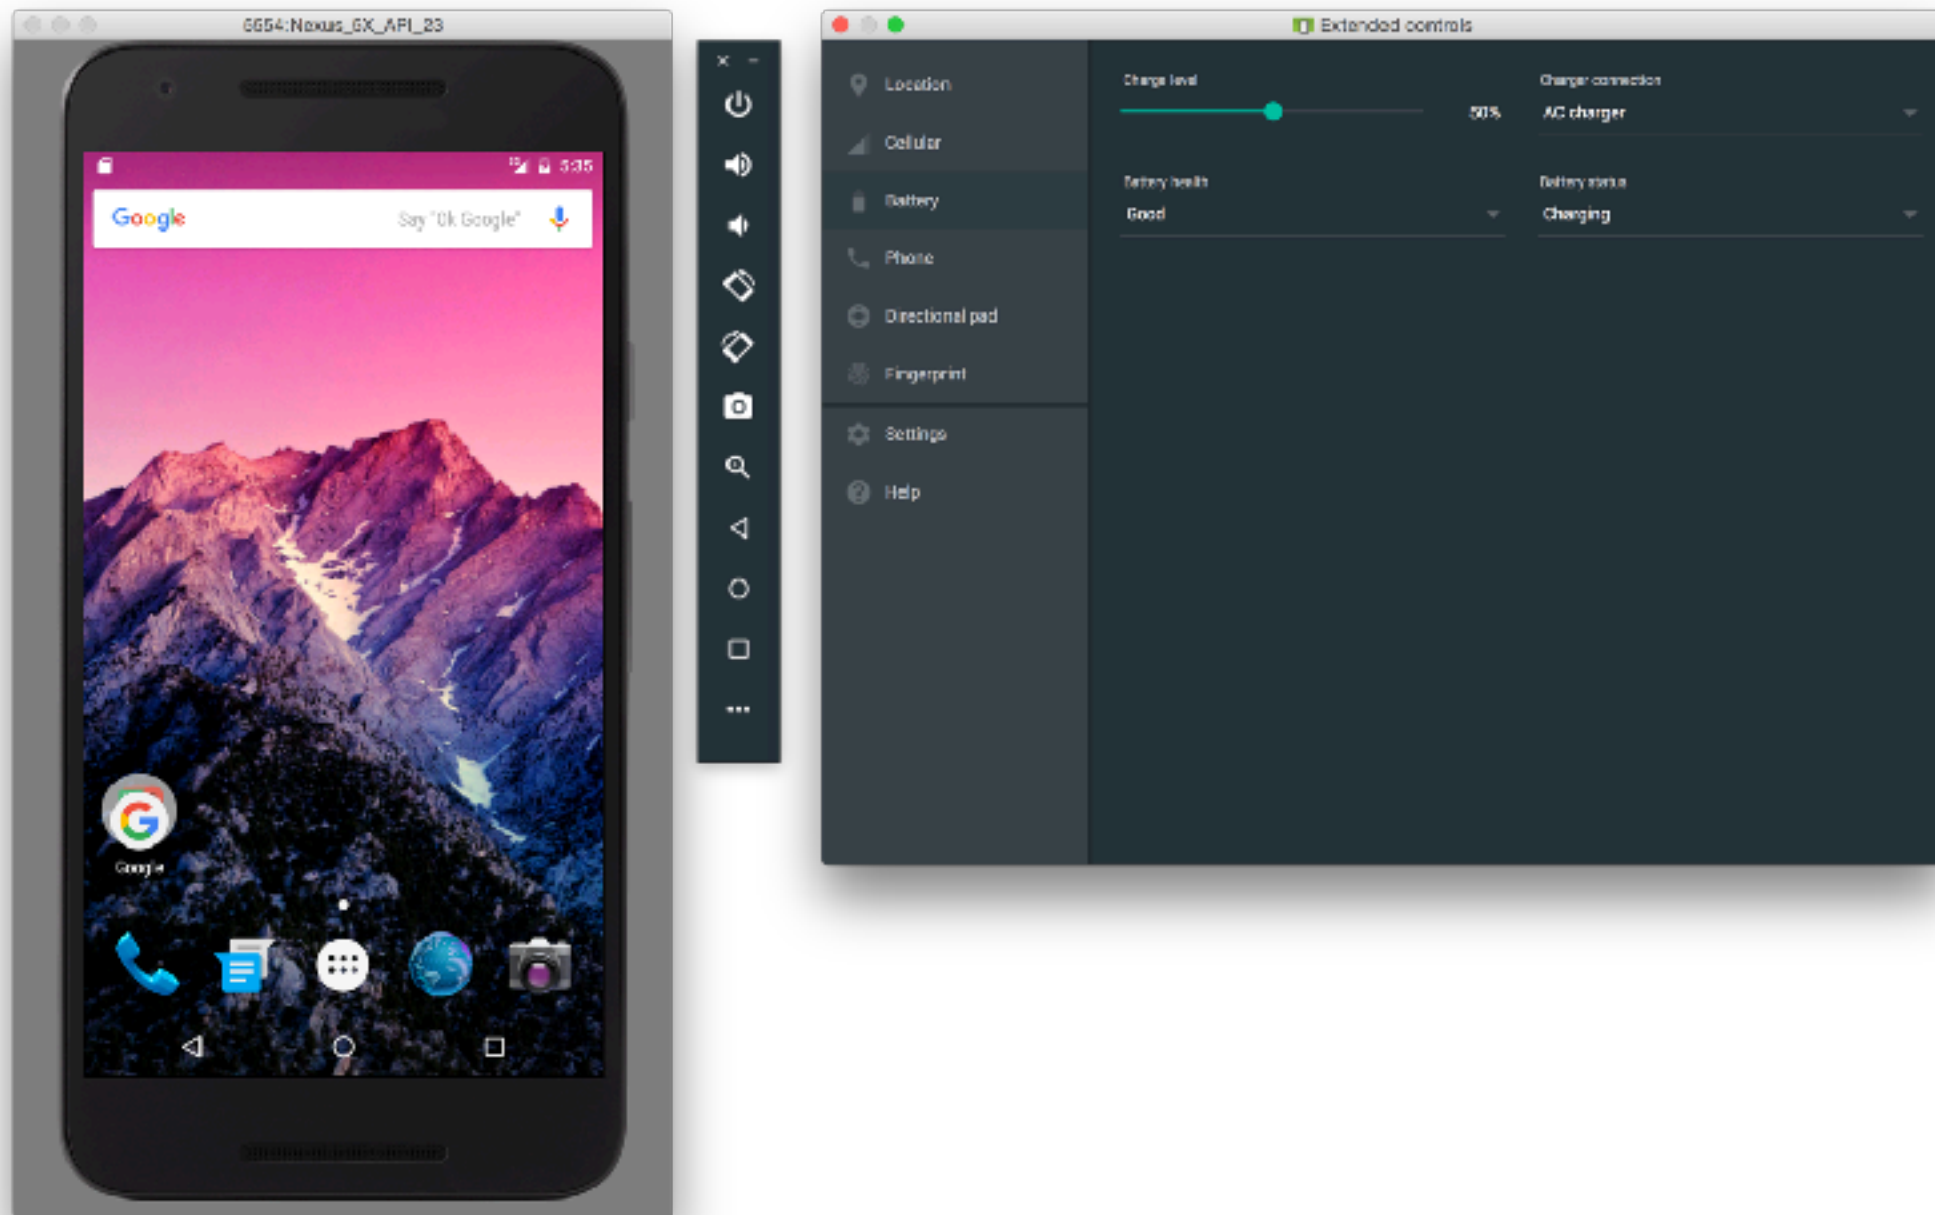 5554:Nexus_5X_API_23
5:35
Google
Say "Ok Google"
Google
Extended controls
Location
Cellular
Battery
Phone
Directional pad
Fingerprint
Settings
Help
Charge level
50%
Charger connection
AC charger
Battery health
Good
Battery status
Charging